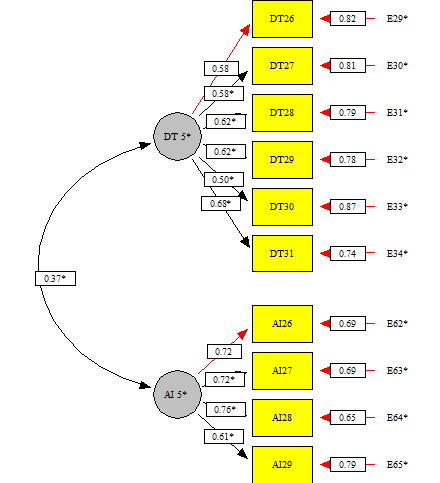 DT26 0.82 E29*
0.58
DT27 0.81 E30*
0.58*
DT28 0.79 E31*
0.62*
DT 5*
DT29 0.78 E32*
0.62*
0.50*
DT30 0.87 E33*
0.68*
DT31 0.74 E34*
0.37*
AI26 0.69 E62*
0.72
AI27 0.69 E63*
0.72*
AI 5*
0.76*
AI28 0.65 E64*
0.61*
AI29 0.79 E65*